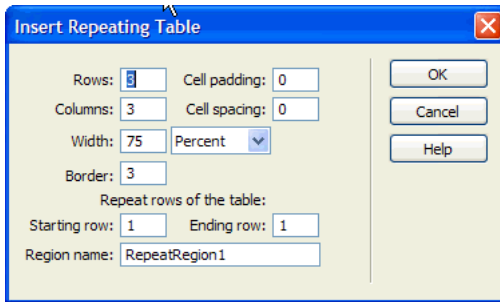 Insert Repeating Table
Rows: 3 Cell padding: 0 OK
Columns: 3 Cell spacing: 0 Cancel
Width: 75 Percent Help
Border: 3
Repeat rows of the table:
Starting row: 1 Ending row: 1
Region name: RepeatRegion1